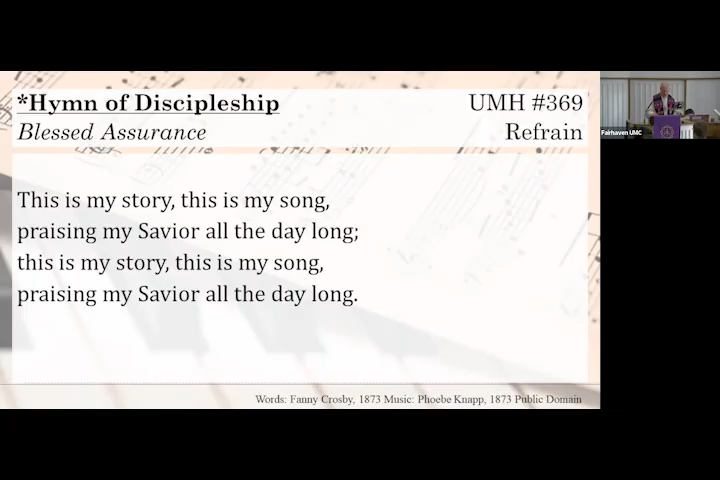 *Hymn of Discipleship
UMH #369
Blessed Assurance
Refrain
This is my story, this is my song,
praising my Savior all the day long;
this is my story, this is my song,
praising my Savior all the day long.
Words: Fanny Crosby, 1873 Music: Phoebe Knapp, 1873 Public Domain
Fairhaven UMC